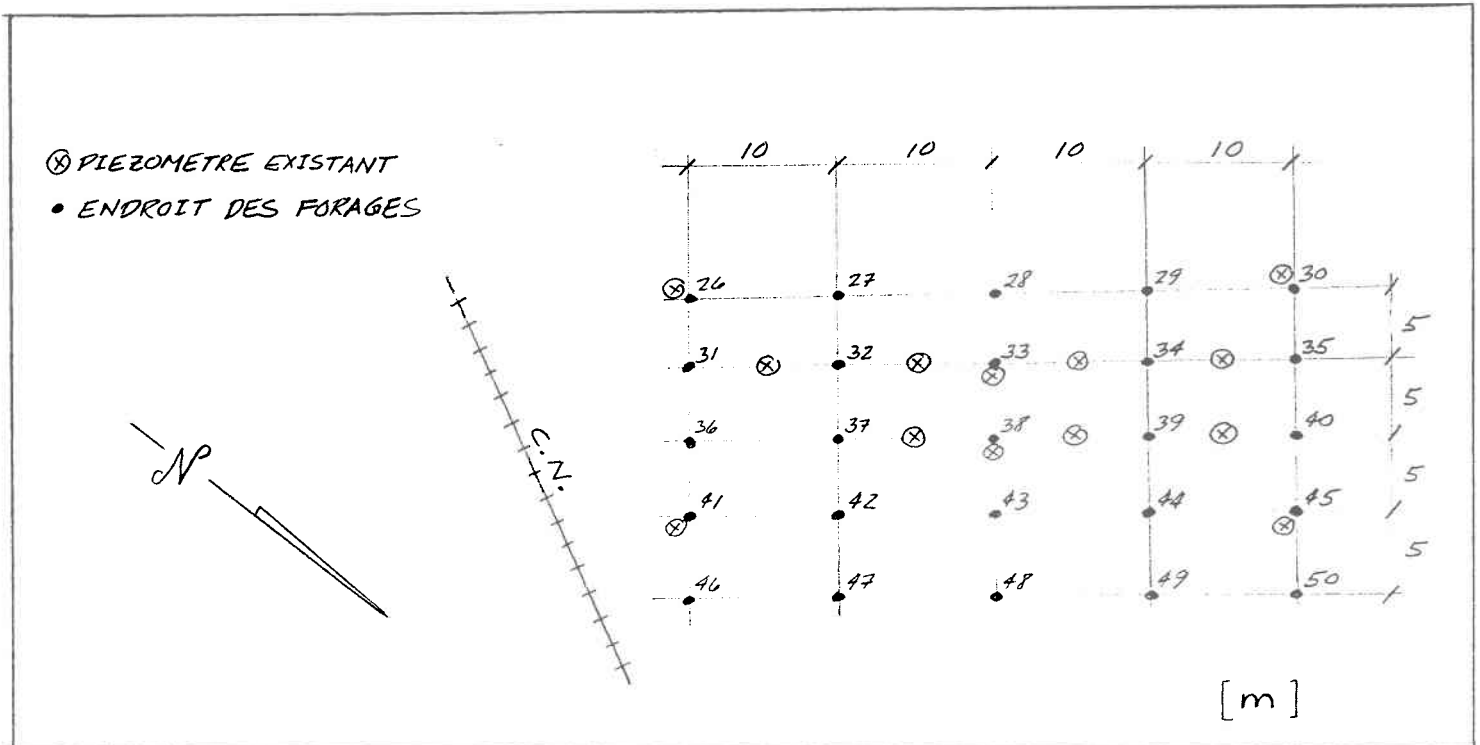 ⊗ PIEZOMETRE EXISTANT
• ENDROIT DES FORAGES
10 10 10 10
26 27 28 29 30
5
31 32 33 34 35
5
36 37 38 39 40
5
41 42 43 44 45
5
46 47 48 49 50
C.N.
N
[m]